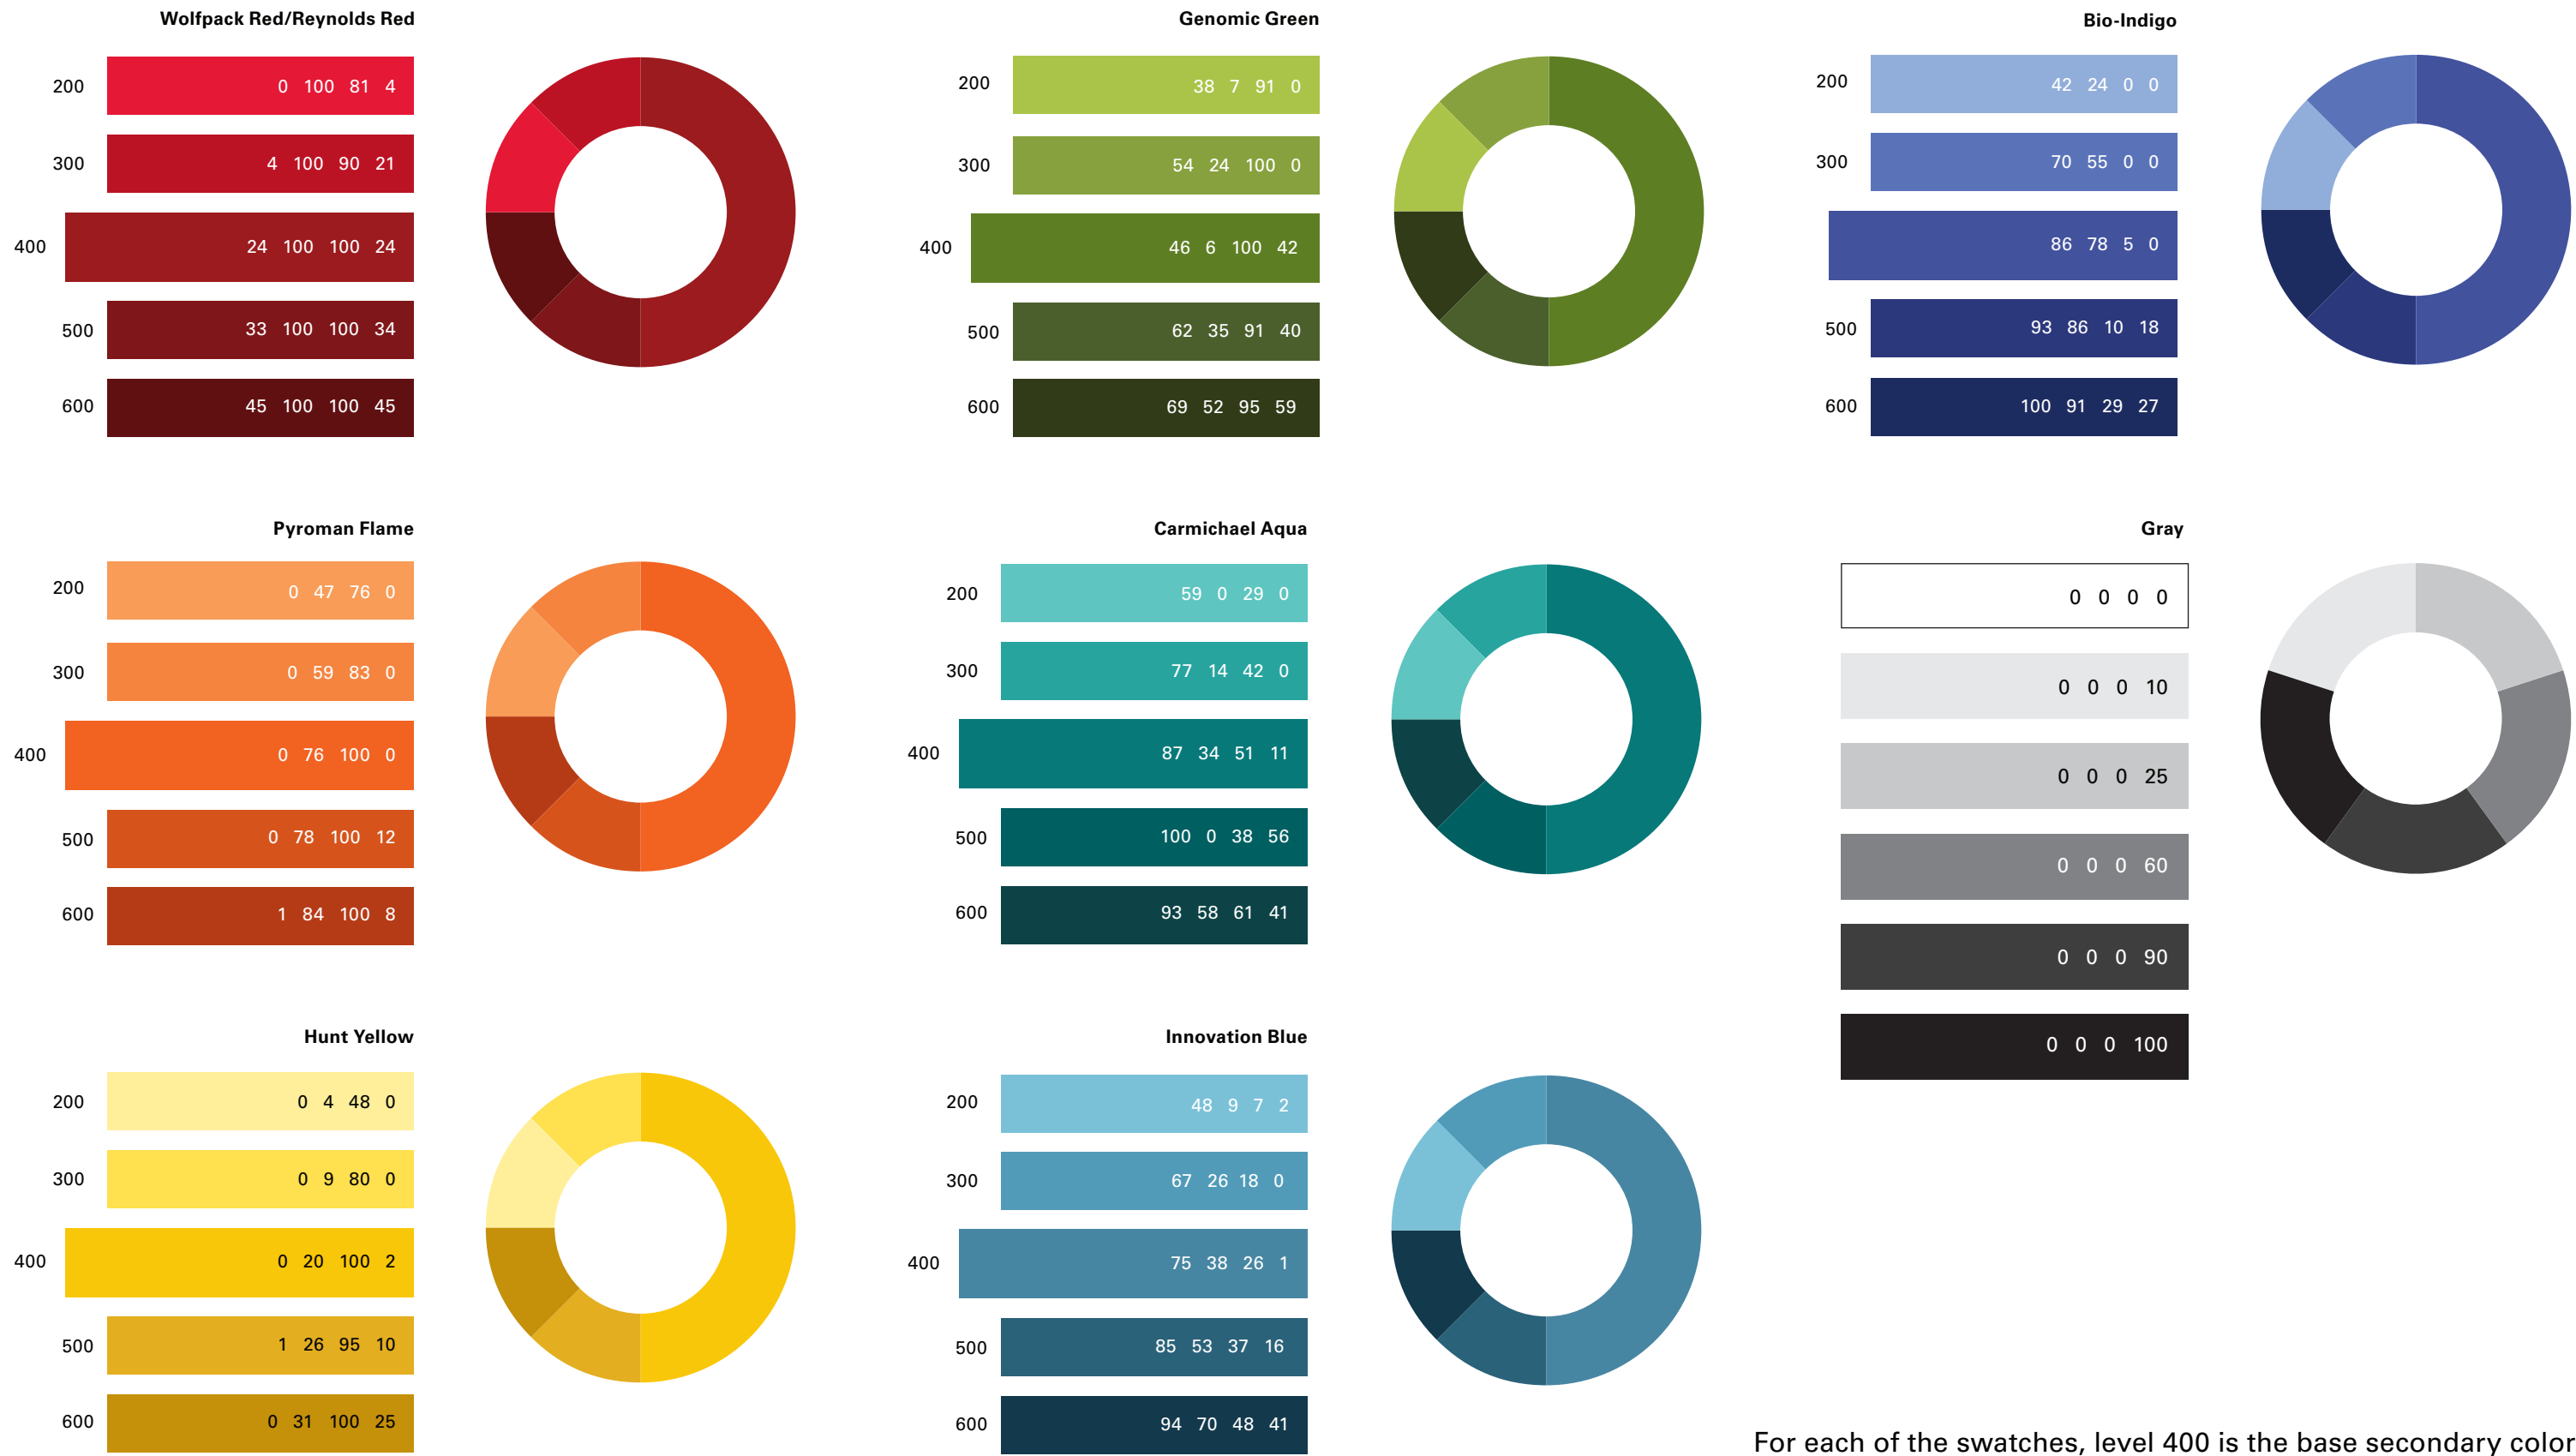 Wolfpack Red/Reynolds Red
200 0 100 81 4
300 4 100 90 21
400 24 100 100 24
500 33 100 100 34
600 45 100 100 45
Pyroman Flame
200 0 47 76 0
300 0 59 83 0
400 0 76 100 0
500 0 78 100 12
600 1 84 100 8
Hunt Yellow
200 0 4 48 0
300 0 9 80 0
400 0 20 100 2
500 1 26 95 10
600 0 31 100 25
Genomic Green
200 38 7 91 0
300 54 24 100 0
400 46 6 100 42
500 62 35 91 40
600 69 52 95 59
Carmichael Aqua
200 59 0 29 0
300 77 14 42 0
400 87 34 51 11
500 100 0 38 56
600 93 58 61 41
Innovation Blue
200 48 9 7 2
300 67 26 18 0
400 75 38 26 1
500 85 53 37 16
600 94 70 48 41
Bio-Indigo
200 42 24 0 0
300 70 55 0 0
86 78 5 0
500 93 86 10 18
600 100 91 29 27
Gray
0 0 0 0
0 0 0 10
0 0 0 25
0 0 0 60
0 0 0 90
0 0 0 100
For each of the swatches, level 400 is the base secondary color